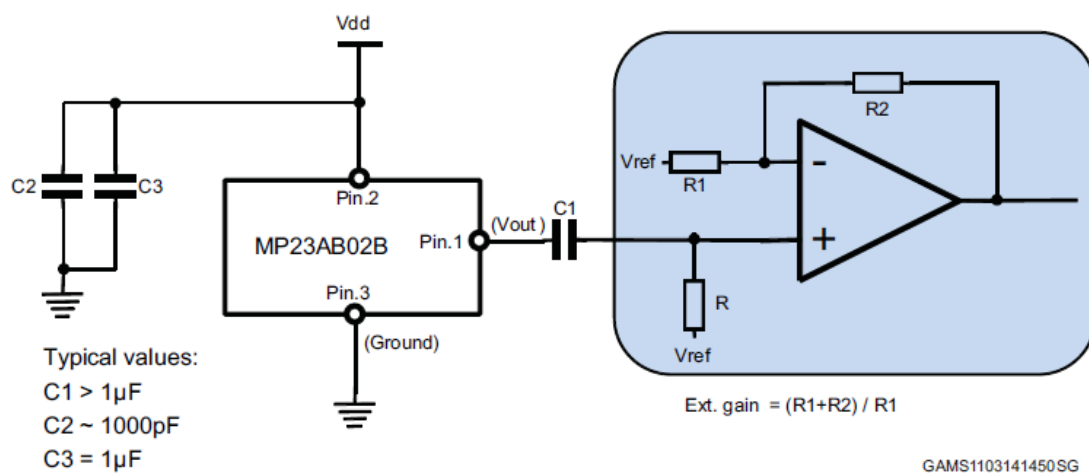 Vdd
C2
C3
Pin.2
MP23AB02B
Pin.1
(Vout)
C1
Pin.3
(Ground)
Vref
R1
R2
-
+
R
Vref
Typical values:
C1 > 1µF
C2 ~ 1000pF
C3 = 1µF
Ext. gain = (R1+R2) / R1
GAMS1103141450SG